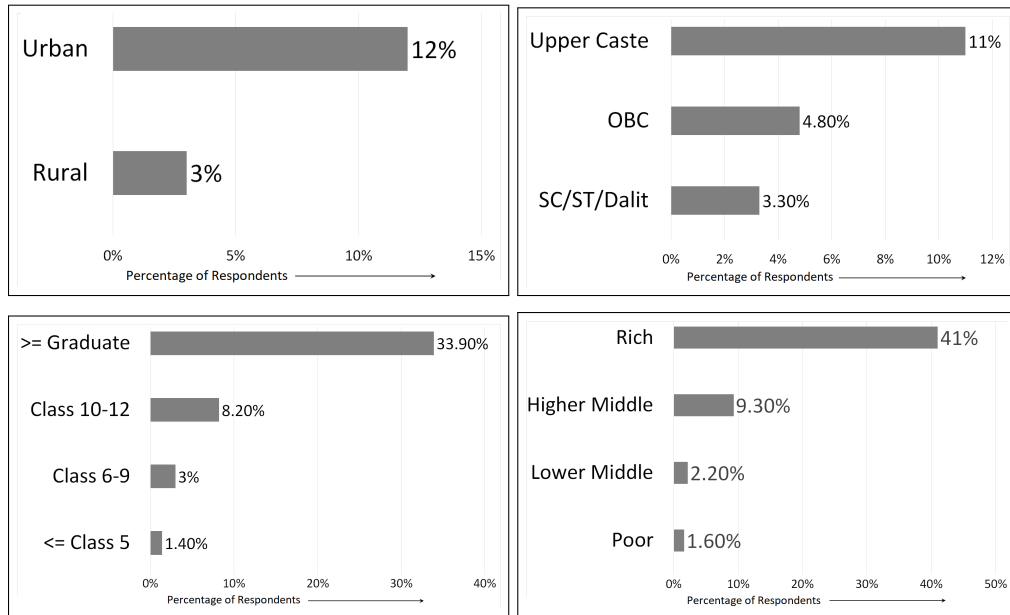 Urban 12%
Rural 3%
0% 5% 10% 15%
Percentage of Respondents
Upper Caste 11%
OBC 4.80%
SC/ST/Dalit 3.30%
0% 2% 4% 6% 8% 10% 12%
Percentage of Respondents
>= Graduate 33.90%
Class 10-12 8.20%
Class 6-9 3%
<= Class 5 1.40%
0% 10% 20% 30% 40%
Percentage of Respondents
Rich 41%
Higher Middle 9.30%
Lower Middle 2.20%
Poor 1.60%
0% 10% 20% 30% 40% 50%
Percentage of Respondents